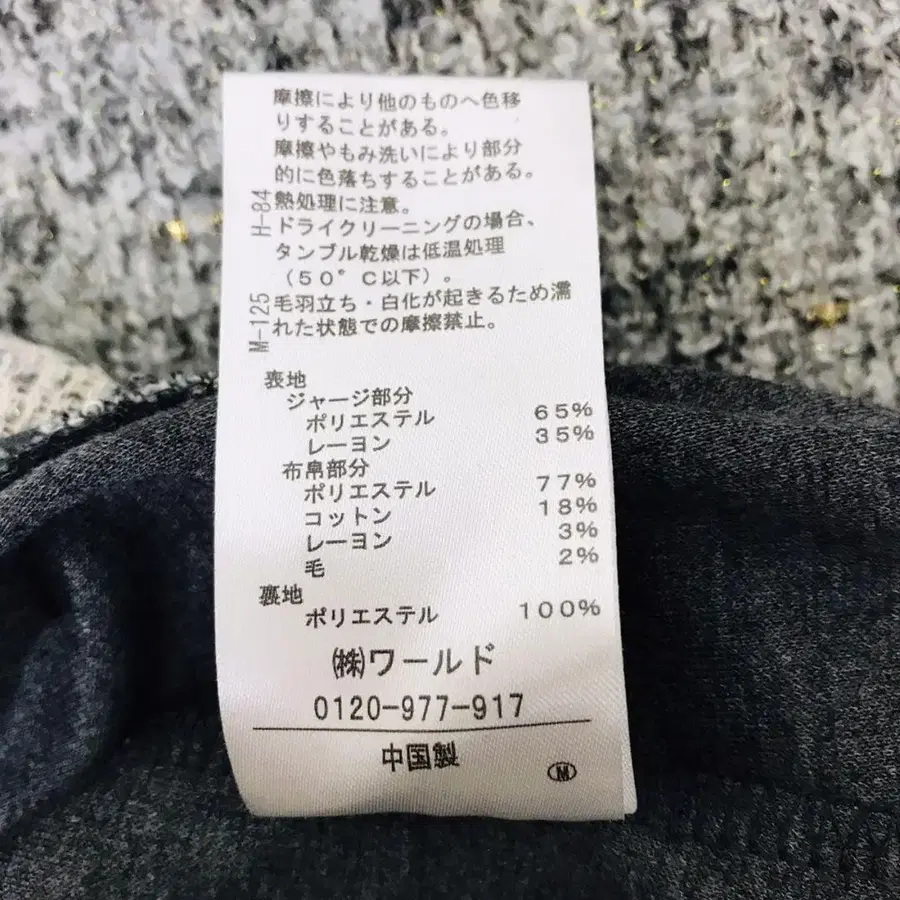 摩擦により他のものへ色移
りすることがある。
摩擦やもみ洗いにより部分
的に色落ちすることがある。
熱処理に注意。
ドライクリーニングの場合、
タンブル乾燥は低温処理
（50°C以下）。
毛羽立ち・白化が起きるため濡
れた状態での摩擦禁止。
H-84
M-125
表地
ジャージ部分
ポリエステル 65%
レーヨン 35%
布帛部分
ポリエステル 77%
コットン 18%
レーヨン 3%
毛 2%
裏地
ポリエステル 100%
㈱ワールド
0120-977-917
中国製
Ⓜ